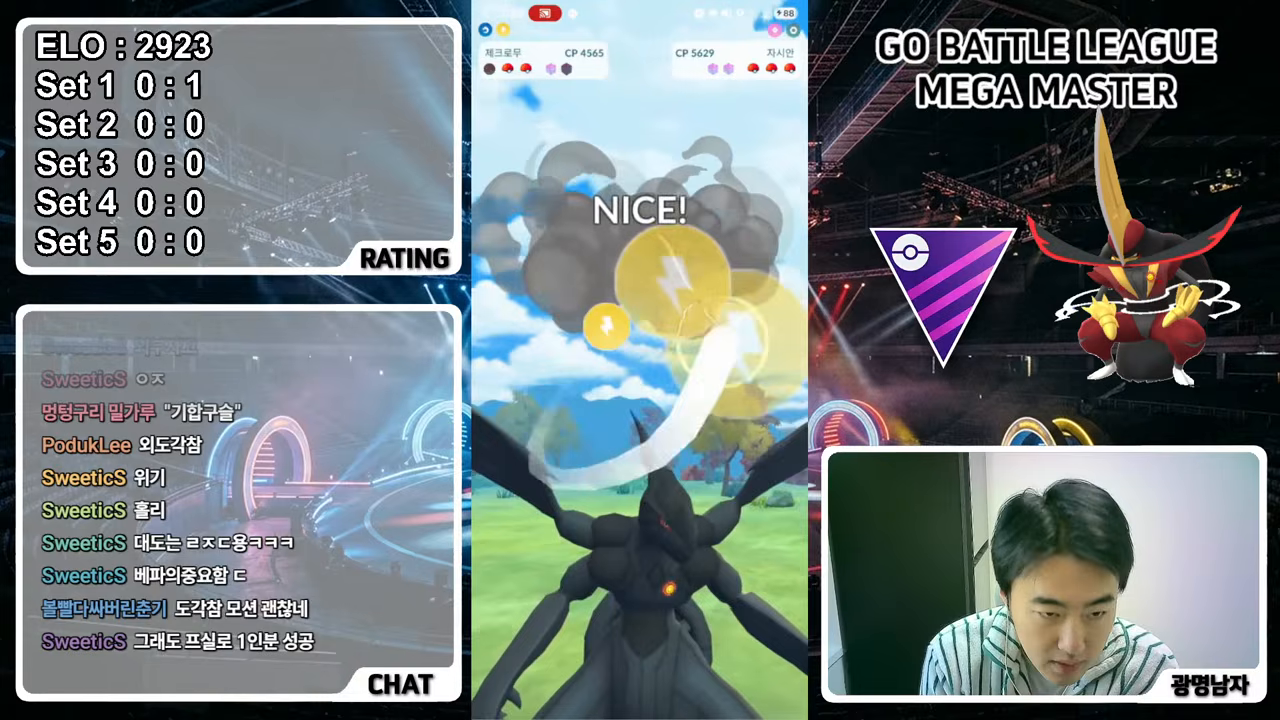 ELO : 2923
Set 1 0 : 1
Set 2 0 : 0
Set 3 0 : 0
Set 4 0 : 0
Set 5 0 : 0
RATING
SweeticS ㅇㅈ
멍텅구리 밀가루 "기합구슬"
PodukLee 외도각참
SweeticS 위기
SweeticS 홀리
SweeticS 대도는 ㄹㅈㄷ용ㅋㅋㅋ
SweeticS 베파의중요함 ㄷ
볼빨다싸버린춘기 도각참 모션 괜찮네
SweeticS 그래도 프실로 1인분 성공
CHAT
88
제크로무 CP 4565
CP 5629 자시안
NICE!
GO BATTLE LEAGUE
MEGA MASTER
광명남자